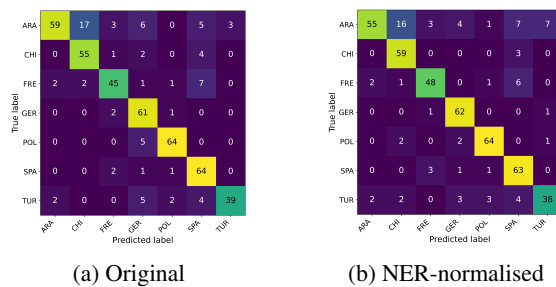 ARA 59 17 3 6 0 7 3
CHI 0 55 1 2 0 4 0
FRE 2 2 45 1 1 7 0
GER 0 0 2 61 1 0 0
POL 0 0 0 5 64 0 0
SPA 0 0 2 1 1 64 0
TUR 2 0 0 5 2 4 39
True label
ARA CHI FRE GER POL SPA TUR
Predicted label
(a) Original
ARA 55 16 3 4 1 7 7
CHI 0 59 0 0 0 3 0
FRE 2 1 48 0 1 6 0
GER 0 0 1 62 0 0 1
POL 0 2 0 2 64 0 1
SPA 0 0 3 1 1 63 0
TUR 2 2 0 3 3 4 38
True label
ARA CHI FRE GER POL SPA TUR
Predicted label
(b) NER-normalised